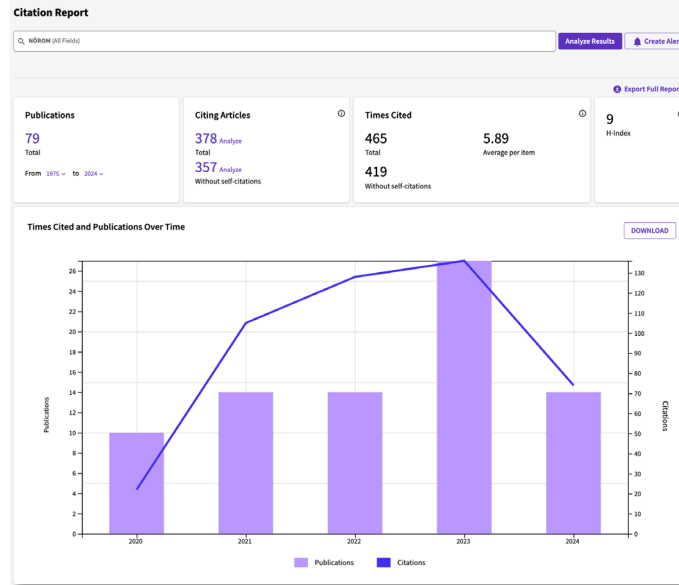 Citation Report
NÖROM (All Fields)
Analyze Results
Create Aler
Export Full Repor
Publications
79
Total
From 1975 to 2024
Citing Articles
378 Analyze
Total
357 Analyze
Without self-citations
Times Cited
465
Total
5.89
Average per item
419
Without self-citations
9
H-Index
Times Cited and Publications Over Time
DOWNLOAD
Publications
26
24
22
20
18
16
14
12
10
8
6
4
2
0
2020
2021
2022
2023
2024
130
120
110
100
90
80
70
60
50
40
30
20
10
0
Citations
Publications
Citations